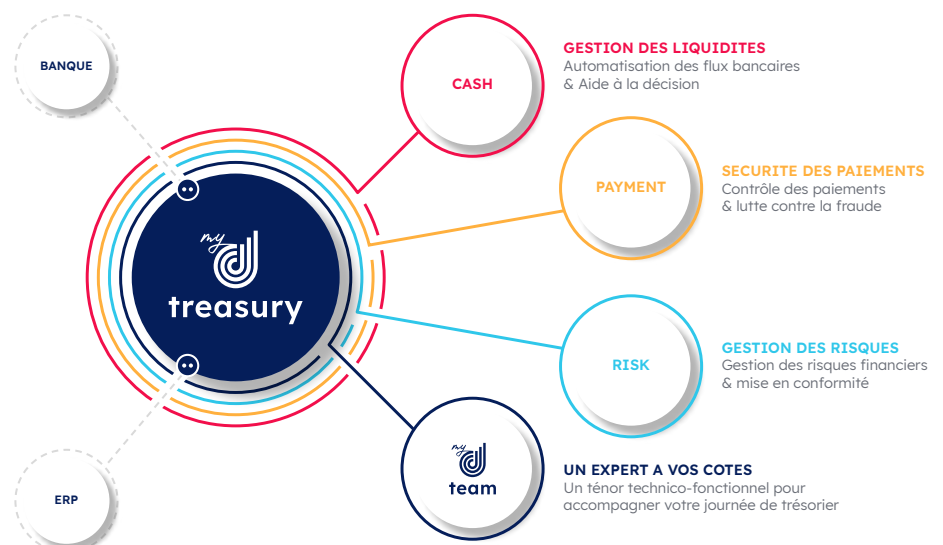 BANQUE
CASH
GESTION DES LIQUIDITES
Automatisation des flux bancaires
& Aide à la décision
PAYMENT
SECURITE DES PAIEMENTS
Contrôle des paiements
& lutte contre la fraude
my
treasury
RISK
GESTION DES RISQUES
Gestion des risques financiers
& mise en conformité
my
team
UN EXPERT A VOS COTES
Un ténor technico-fonctionnel pour
accompagner votre journée de trésorier
ERP